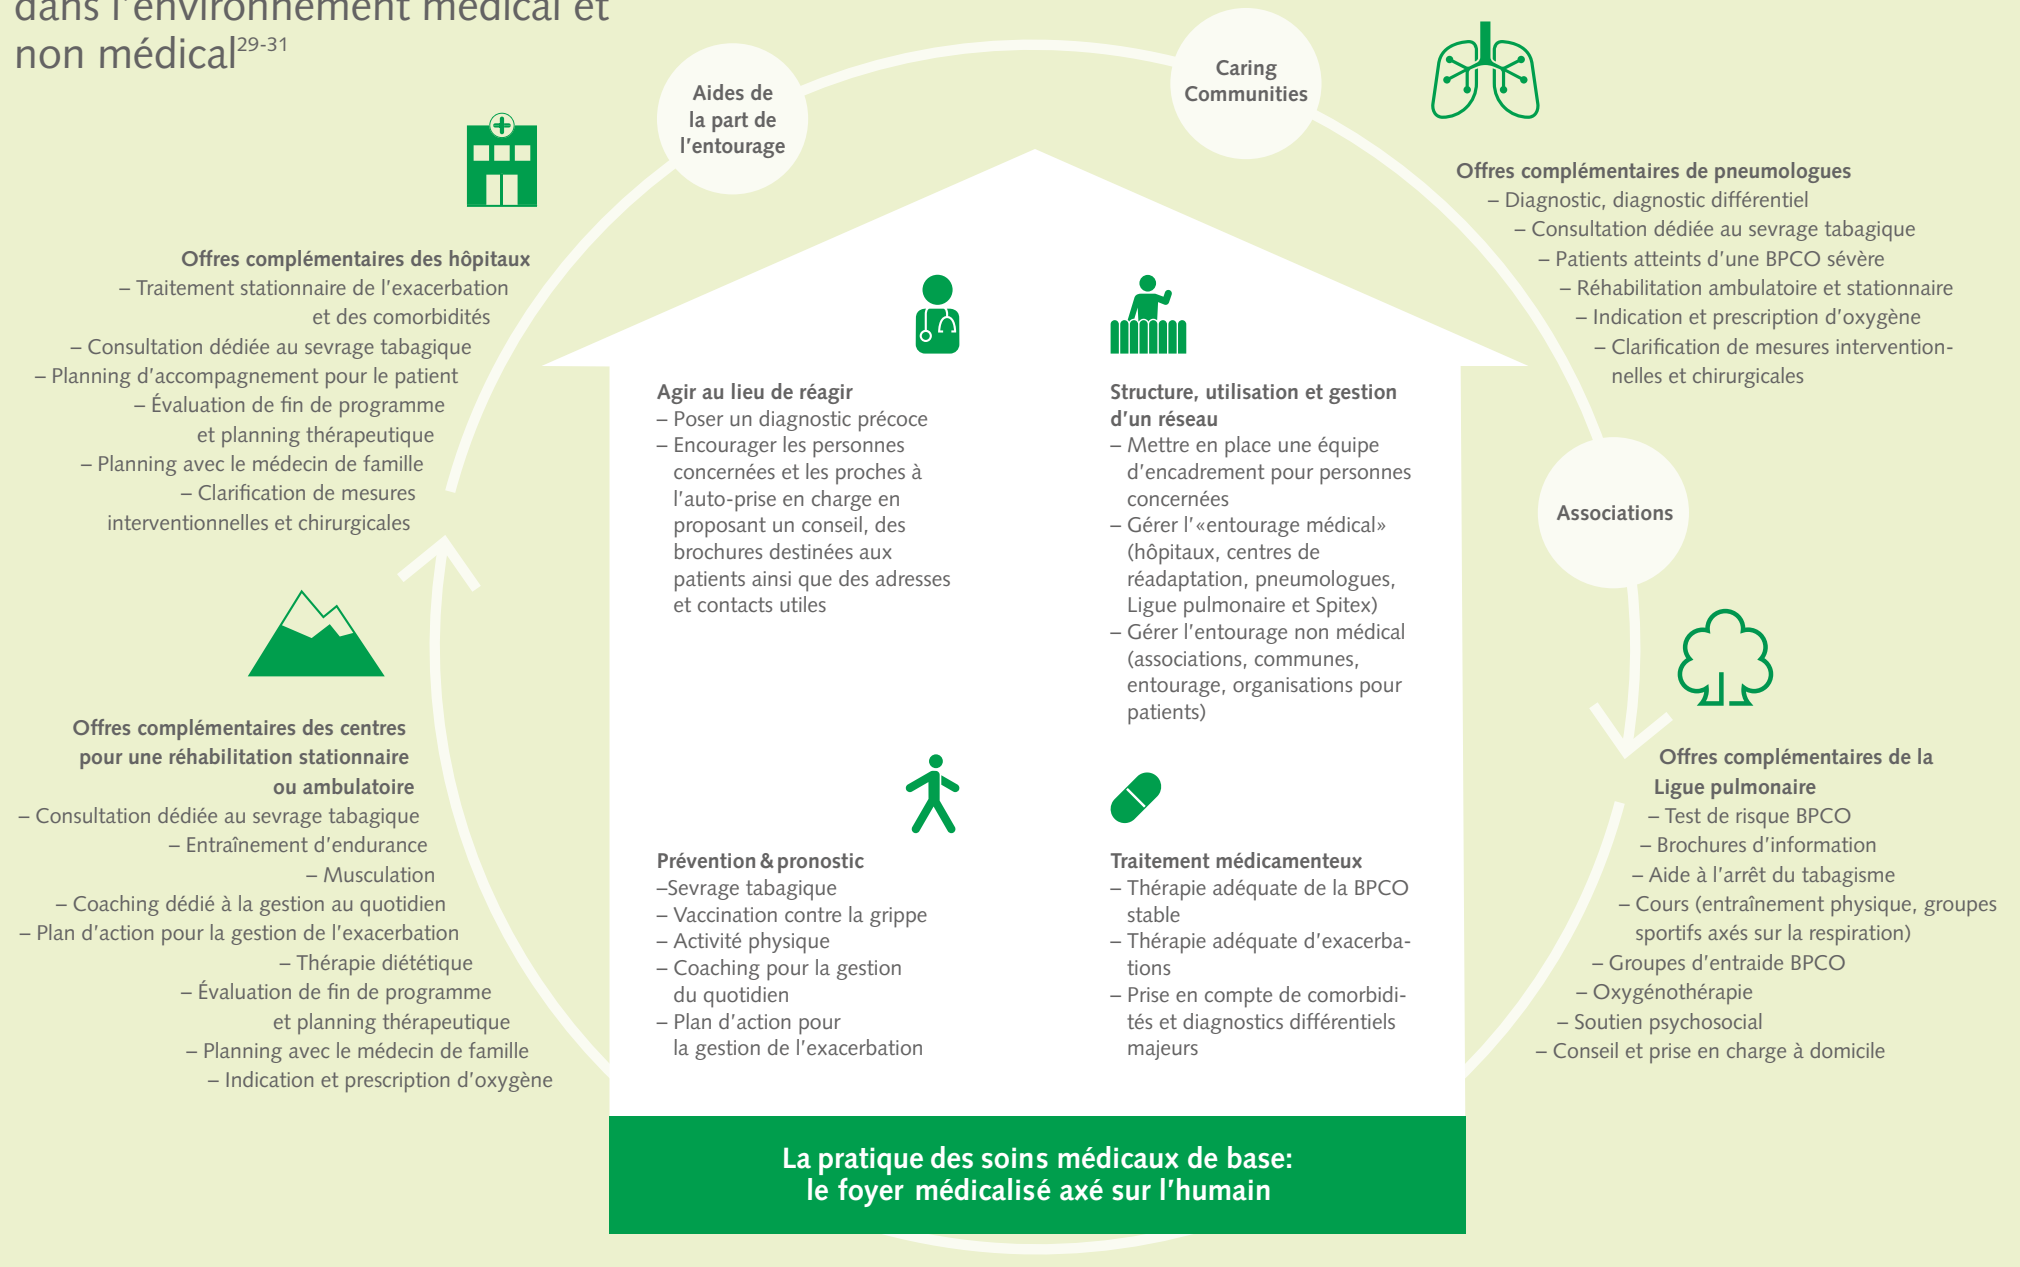 dans l'environnement médical et
non médical29-31
Aides de
la part de
l'entourage
Caring
Communities
Associations
Offres complémentaires des hôpitaux
– Traitement stationnaire de l'exacerbation
et des comorbidités
– Consultation dédiée au sevrage tabagique
– Planning d'accompagnement pour le patient
– Évaluation de fin de programme
et planning thérapeutique
– Planning avec le médecin de famille
– Clarification de mesures
interventionnelles et chirurgicales
Offres complémentaires des centres
pour une réhabilitation stationnaire
ou ambulatoire
– Consultation dédiée au sevrage tabagique
– Entraînement d'endurance
– Musculation
– Coaching dédié à la gestion au quotidien
– Plan d'action pour la gestion de l'exacerbation
– Thérapie diététique
– Évaluation de fin de programme
et planning thérapeutique
– Planning avec le médecin de famille
– Indication et prescription d'oxygène
Agir au lieu de réagir
– Poser un diagnostic précoce
– Encourager les personnes
concernées et les proches à
l'auto-prise en charge en
proposant un conseil, des
brochures destinées aux
patients ainsi que des adresses
et contacts utiles
Structure, utilisation et gestion
d'un réseau
– Mettre en place une équipe
d'encadrement pour personnes
concernées
– Gérer l'«entourage médical»
(hôpitaux, centres de
réadaptation, pneumologues,
Ligue pulmonaire et Spitex)
– Gérer l'entourage non médical
(associations, communes,
entourage, organisations pour
patients)
Prévention & pronostic
–Sevrage tabagique
– Vaccination contre la grippe
– Activité physique
– Coaching pour la gestion
du quotidien
– Plan d'action pour
la gestion de l'exacerbation
Traitement médicamenteux
– Thérapie adéquate de la BPCO
stable
– Thérapie adéquate d'exacerba-
tions
– Prise en compte de comorbidi-
tés et diagnostics différentiels
majeurs
Offres complémentaires de pneumologues
– Diagnostic, diagnostic différentiel
– Consultation dédiée au sevrage tabagique
– Patients atteints d'une BPCO sévère
– Réhabilitation ambulatoire et stationnaire
– Indication et prescription d'oxygène
– Clarification de mesures intervention-
nelles et chirurgicales
Offres complémentaires de la
Ligue pulmonaire
– Test de risque BPCO
– Brochures d'information
– Aide à l'arrêt du tabagisme
– Cours (entraînement physique, groupes
sportifs axés sur la respiration)
– Groupes d'entraide BPCO
– Oxygénothérapie
– Soutien psychosocial
– Conseil et prise en charge à domicile
La pratique des soins médicaux de base:
le foyer médicalisé axé sur l'humain